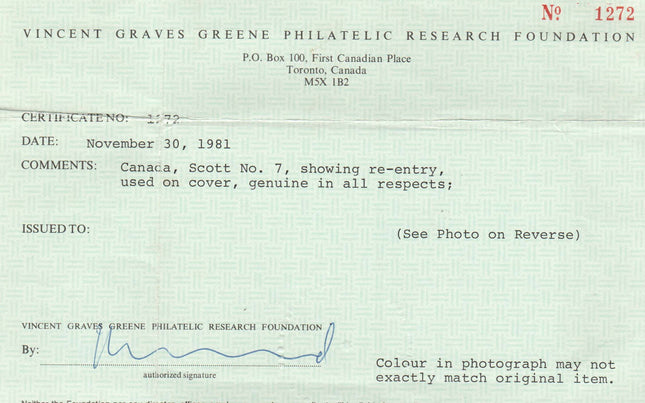 Nº 1272
VINCENT GRAVES GREENE PHILATELIC RESEARCH FOUNDATION
P.O. Box 100, First Canadian Place
Toronto, Canada
M5X 1B2
CERTIFICATE NO: 1272
DATE: November 30, 1981
COMMENTS: Canada, Scott No. 7, showing re-entry,
used on cover, genuine in all respects;
ISSUED TO:
(See Photo on Reverse)
VINCENT GRAVES GREENE PHILATELIC RESEARCH FOUNDATION
By:
authorized signature
Colour in photograph may not
exactly match original item.